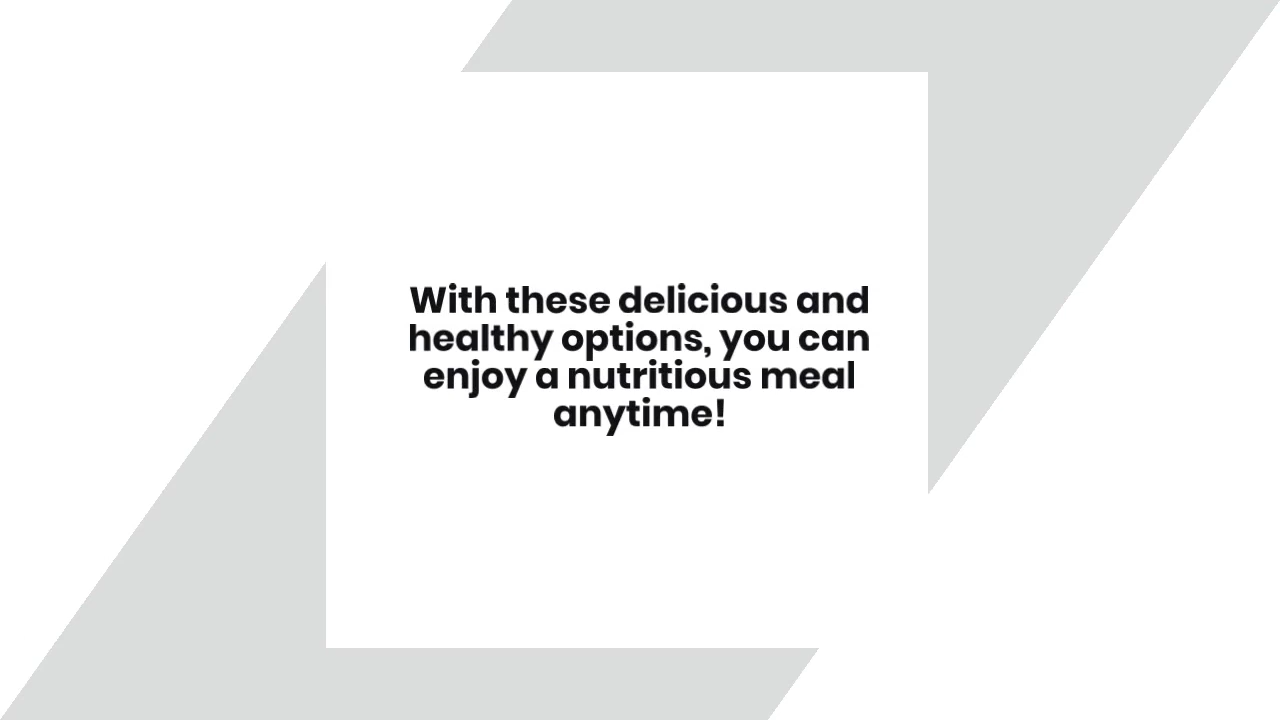 With these delicious and
healthy options, you can
enjoy a nutritious meal
anytime!